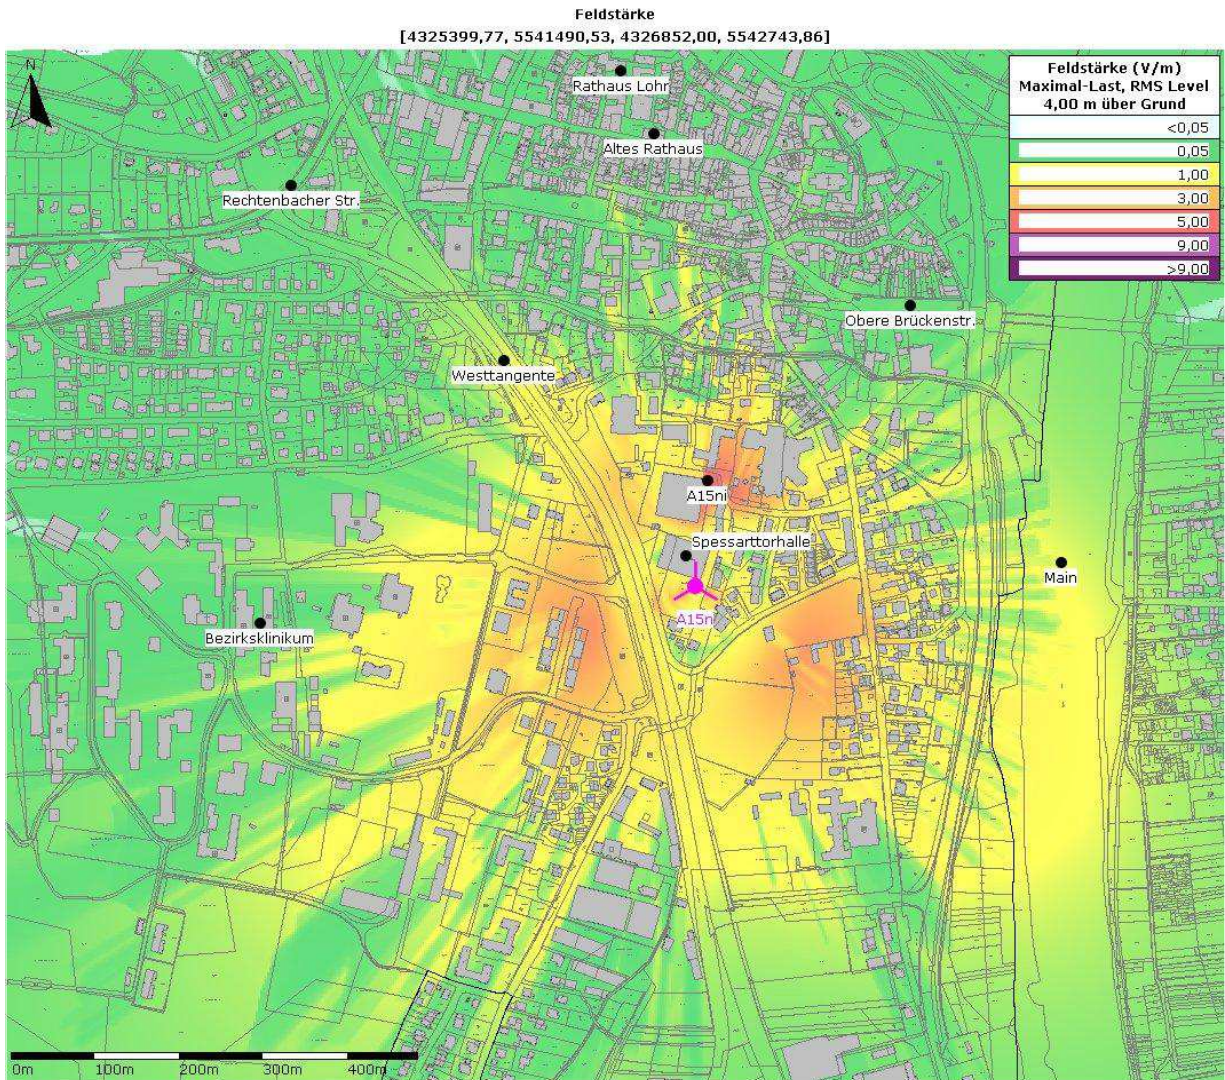 Feldstärke
[4325399,77, 5541490,53, 4326852,00, 5542743,86]
N
Feldstärke (V/m)
Maximal-Last, RMS Level
4,00 m über Grund
<0,05
0,05
1,00
3,00
5,00
9,00
>9,00
Rathaus Lohr
Altes Rathaus
Rechtenbacher Str.
Obere Brückenstr.
Westtangente
A15ni
Spessarttorhalle
Main
A15n
Bezirksklinikum
0m 100m 200m 300m 400m